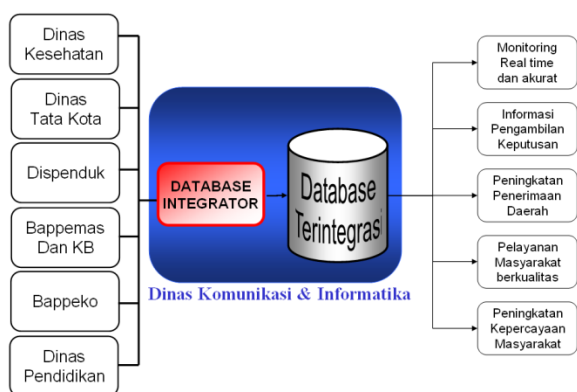 Dinas
Kesehatan
Dinas
Tata Kota
Dispenduk
Bappemas
Dan KB
Bappeko
Dinas
Pendidikan
DATABASE
INTEGRATOR
Database
Terintegrasi
Dinas Komunikasi & Informatika
Monitoring
Real time
dan akurat
Informasi
Pengambilan
Keputusan
Peningkatan
Penerimaan
Daerah
Pelayanan
Masyarakat
berkualitas
Peningkatan
Kepercayaan
Masyarakat